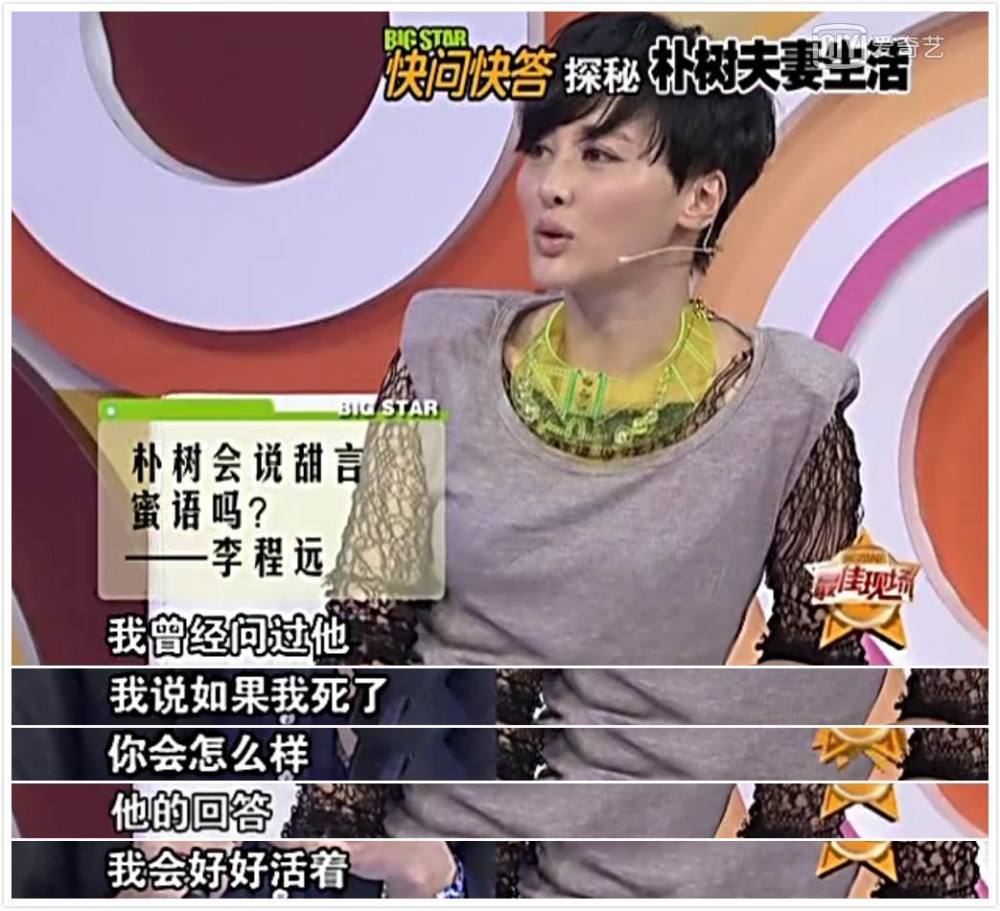 BIG STAR
快问快答 探秘 朴树夫妻生活
QIYI 爱奇艺
BIG STAR
朴树会说甜言
蜜语吗?
——李程远
最佳现场
我曾经问过他
我说如果我死了
你会怎么样
他的回答
我会好好活着